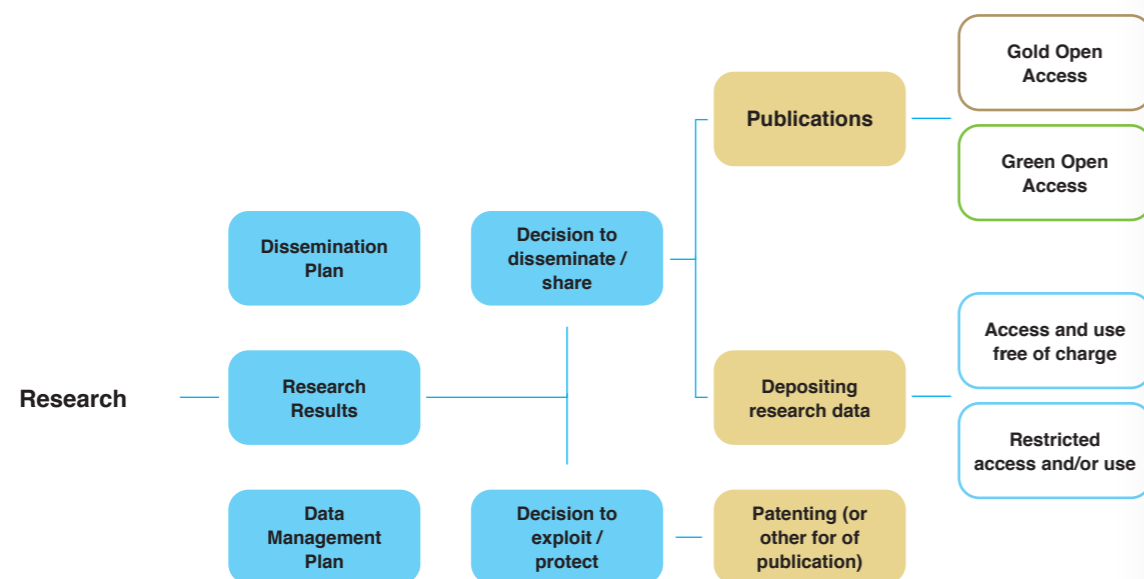 Gold Open
Access
Publications
Green Open
Access
Dissemination
Plan
Decision to
disseminate /
share
Access and use
free of charge
Research
Research
Results
Depositing
research data
Restricted
access and/or use
Data
Management
Plan
Decision to
exploit /
protect
Patenting (or
other for of
publication)